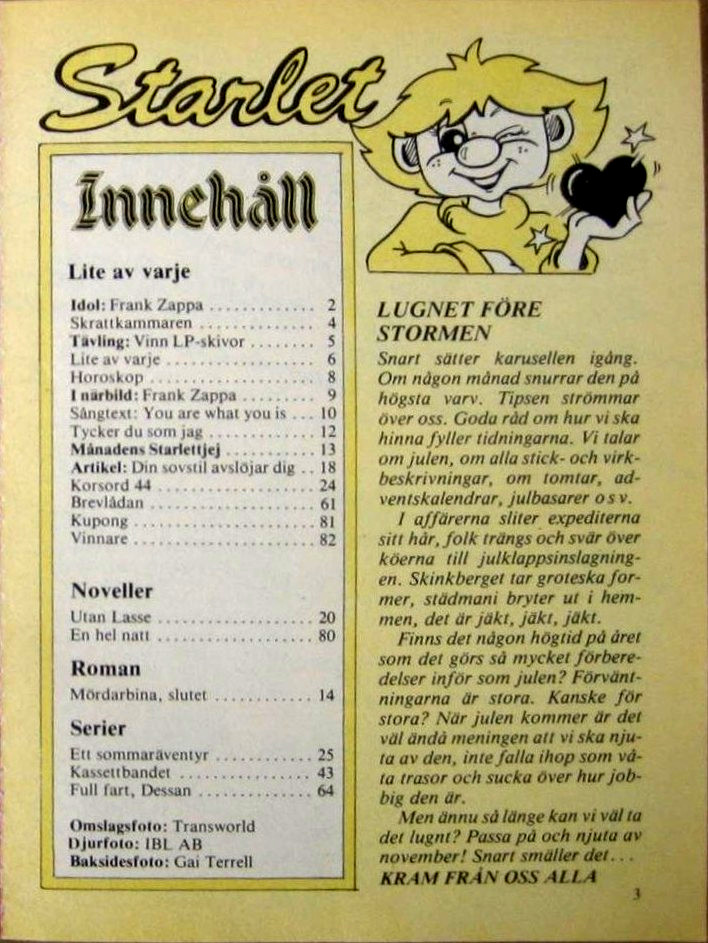 Starlet
Innehåll
Lite av varje
Idol: Frank Zappa ............ 2
Skrattkammaren ............ 4
Tävling: Vinn LP-skivor ....... 5
Lite av varje ................. 6
Horoskop .................. 8
I närbild: Frank Zappa ........ 9
Sångtext: You are what you is ... 10
Tycker du som jag ............ 12
Månadens Starlettjej .......... 13
Artikel: Din sovstil avslöjar dig .. 18
Korsord 44 ................. 24
Brevlådan .................. 61
Kupong .................... 81
Vinnare .................... 82
Noveller
Utan Lasse .................. 20
En hel natt .................. 80
Roman
Mördarbina, slutet ............ 14
Serier
Ett sommaräventyr ........... 25
Kassettbandet ............... 43
Full fart, Dessan ............. 64
Omslagsfoto: Transworld
Djurfoto: IBL AB
Baksidesfoto: Gai Terrell
LUGNET FÖRE
STORMEN
Snart sätter karusellen igång.
Om någon månad snurrar den på
högsta varv. Tipsen strömmar
över oss. Goda råd om hur vi ska
hinna fyller tidningarna. Vi talar
om julen, om alla stick- och virk-
beskrivningar, om tomtar, ad-
ventskalendrar, julbasarer o s v.
I affärerna sliter expediterna
sitt hår, folk trängs och svär över
köerna till julklappsinslagning-
en. Skinkberget tar groteska for-
mer, städmani bryter ut i hem-
men, det är jäkt, jäkt, jäkt.
Finns det någon högtid på året
som det görs så mycket förbere-
delser inför som julen? Förvänt-
ningarna är stora. Kanske för
stora? När julen kommer är det
väl ändå meningen att vi ska nju-
ta av den, inte falla ihop som vå-
ta trasor och sucka över hur job-
big den är.
Men ännu så länge kan vi väl ta
det lugnt? Passa på och njuta av
november! Snart smäller det...
KRAM FRÅN OSS ALLA
3